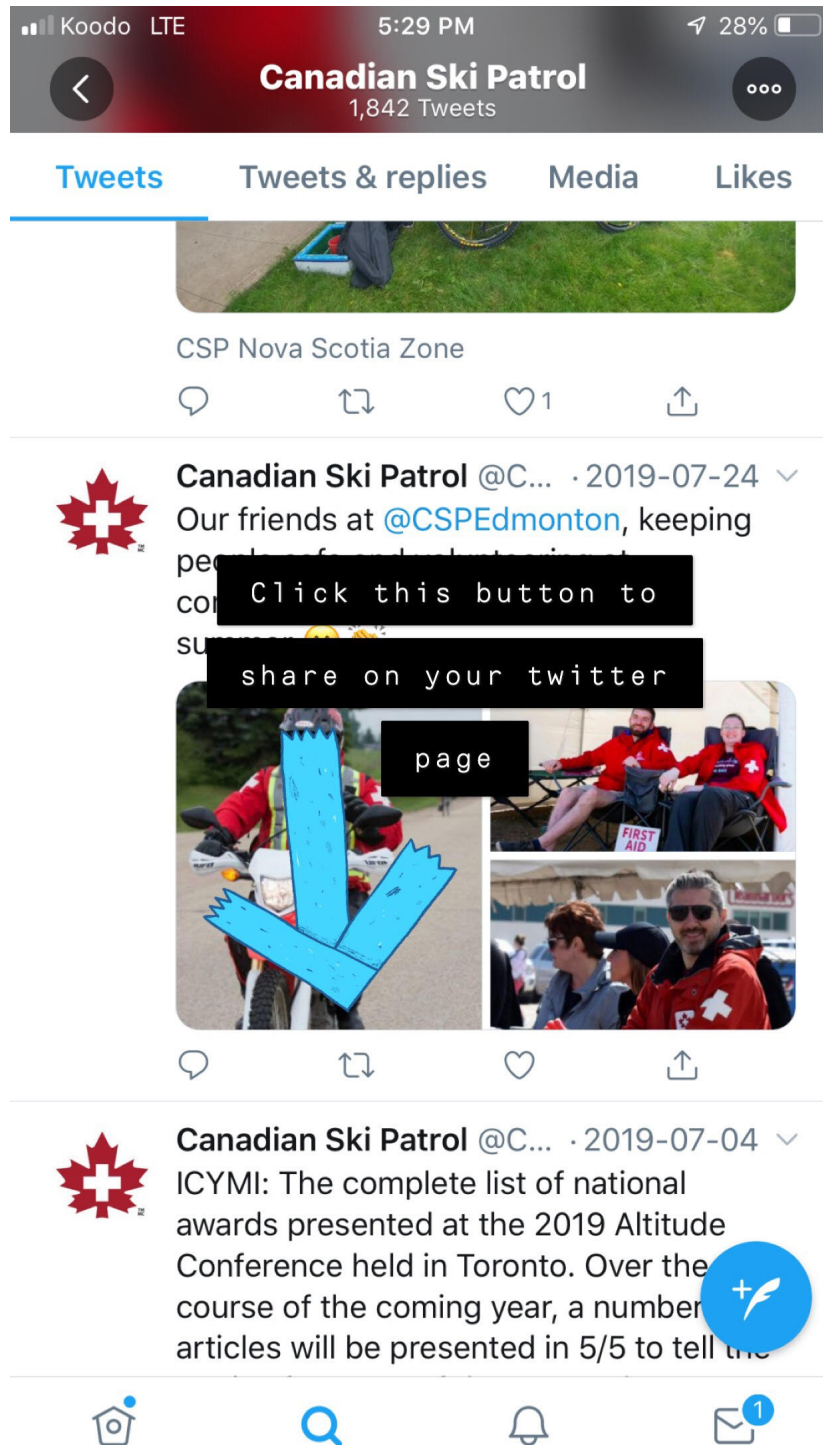 Koodo LTE 5:29 PM 28%
Canadian Ski Patrol
1,842 Tweets
Tweets Tweets & replies Media Likes
CSP Nova Scotia Zone
1
Canadian Ski Patrol @C... · 2019-07-24
Our friends at @CSPEdmonton, keeping
Click this button to
share on your twitter
page
FIRST
AID
Canadian Ski Patrol @C... · 2019-07-04
ICYMI: The complete list of national
awards presented at the 2019 Altitude
Conference held in Toronto. Over the
course of the coming year, a number
articles will be presented in 5/5 to tell the
1